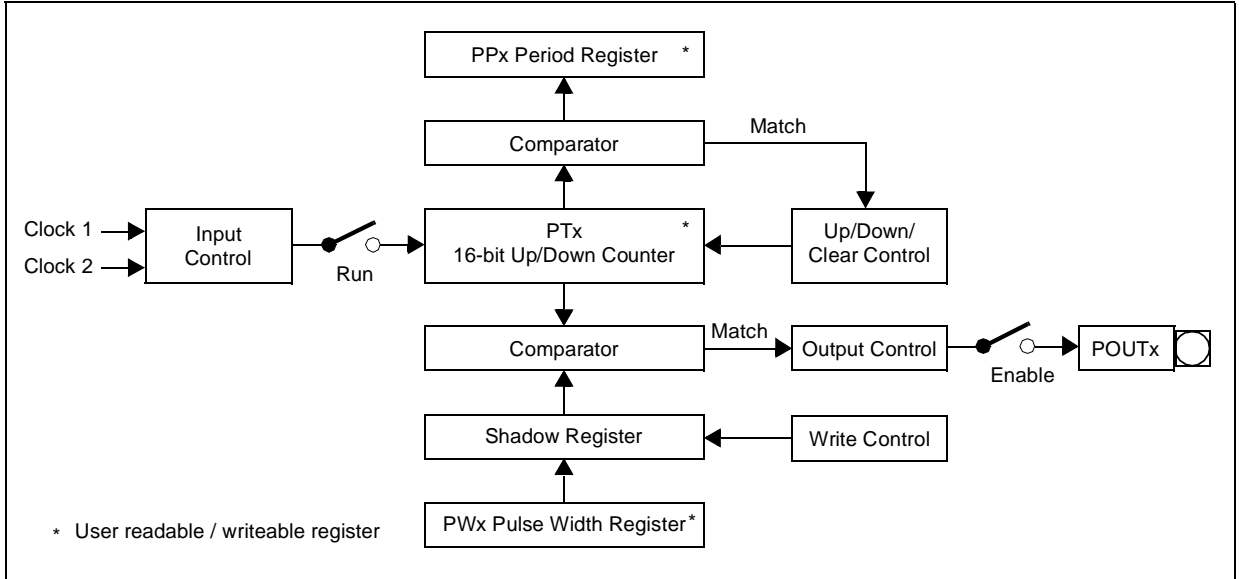 PPx Period Register *
Comparator
Match
Clock 1
Clock 2
Input
Control
Run
PTx *
16-bit Up/Down Counter
Up/Down/
Clear Control
Comparator
Match
Output Control
Enable
POUTx
Shadow Register
Write Control
PWx Pulse Width Register *
* User readable / writeable register